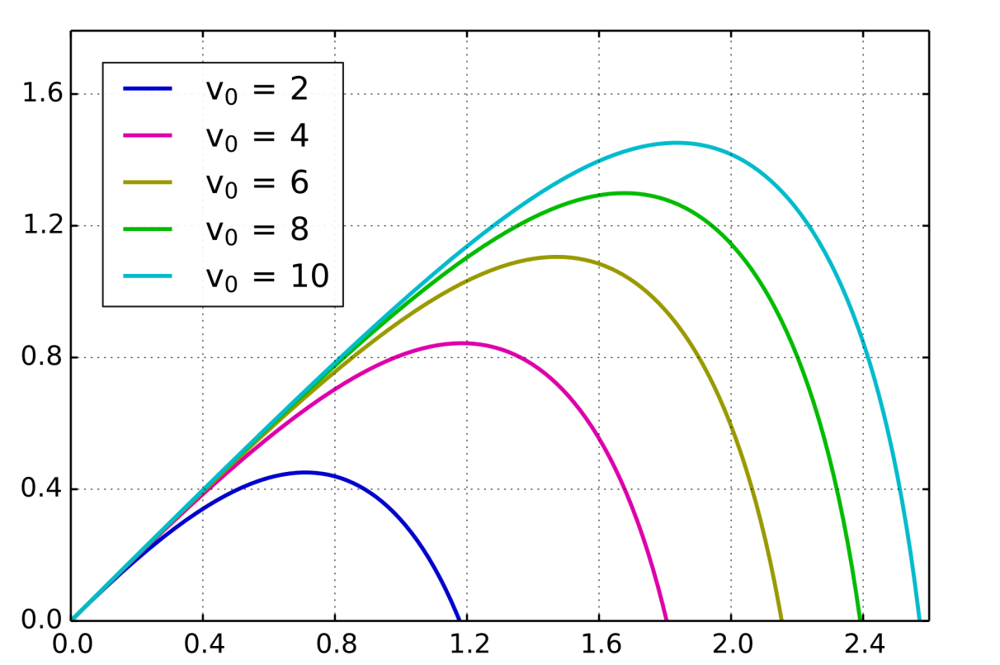 1.6
1.2
0.8
0.4
0.0
v₀ = 2
v₀ = 4
v₀ = 6
v₀ = 8
v₀ = 10
0.0 0.4 0.8 1.2 1.6 2.0 2.4